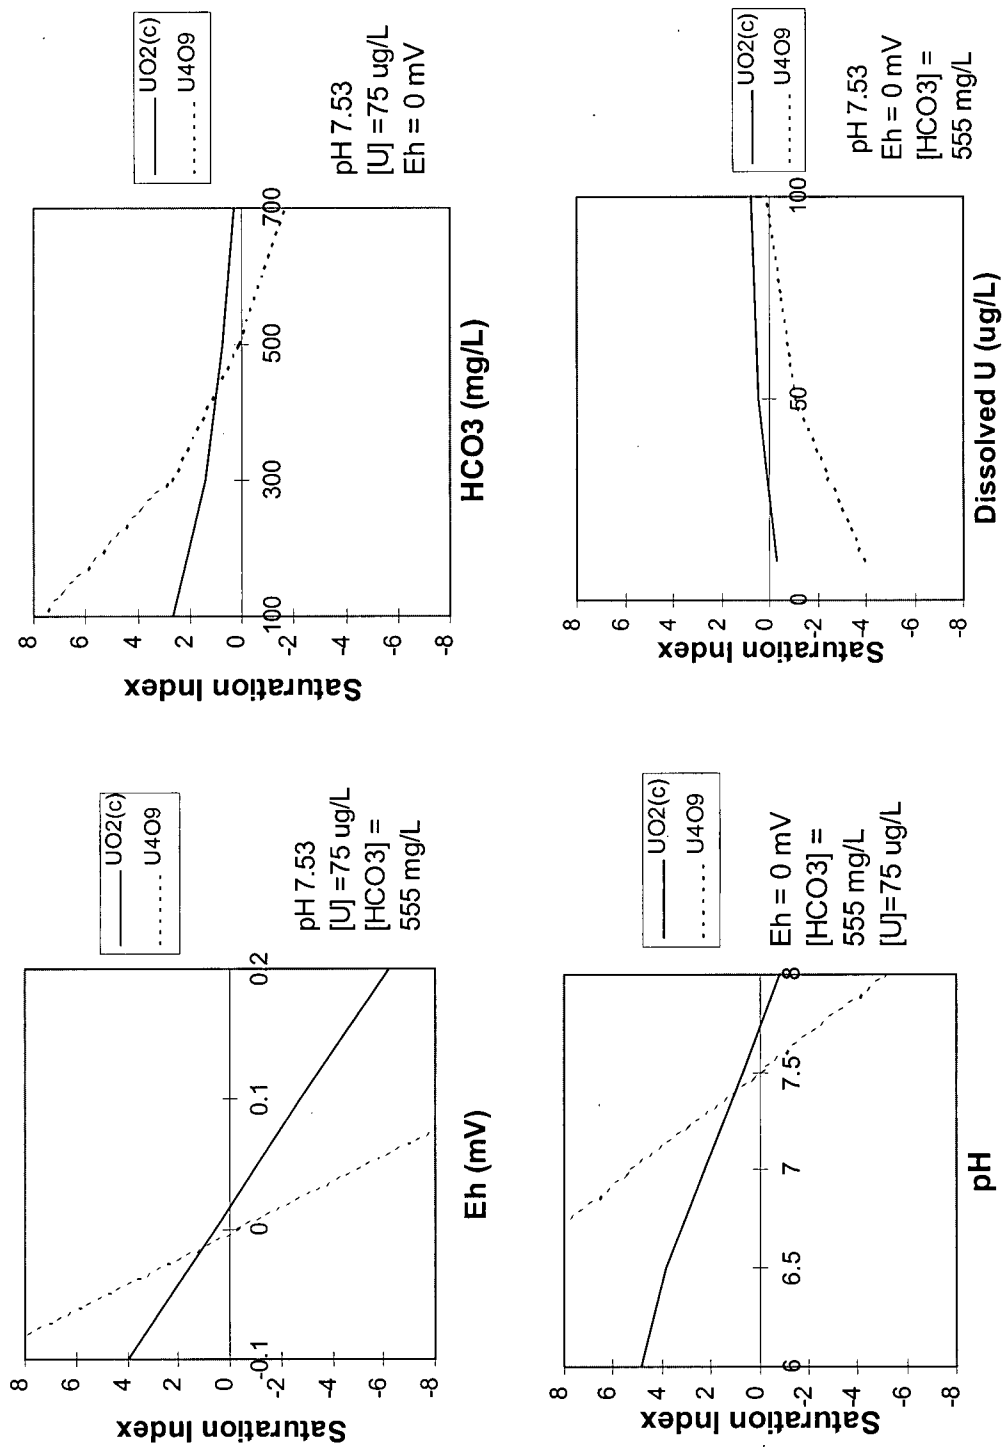 8
6
4
2
0
-2
-4
-6
-8
Saturation Index
-0.1
0
0.1
0.2
Eh (mV)
UO2(c)
U4O9
pH 7.53
[U] =75 ug/L
[HCO3] =
555 mg/L
8
6
4
2
0
-2
-4
-6
-8
Saturation Index
100
300
500
700
HCO3 (mg/L)
UO2(c)
U4O9
pH 7.53
[U] =75 ug/L
Eh = 0 mV
8
6
4
2
0
-2
-4
-6
-8
Saturation Index
6
6.5
7
7.5
8
pH
UO2(c)
U4O9
Eh = 0 mV
[HCO3] =
555 mg/L
[U]=75 ug/L
8
6
4
2
0
-2
-4
-6
-8
Saturation Index
0
50
100
Dissolved U (ug/L)
UO2(c)
U4O9
pH 7.53
Eh = 0 mV
[HCO3] =
555 mg/L